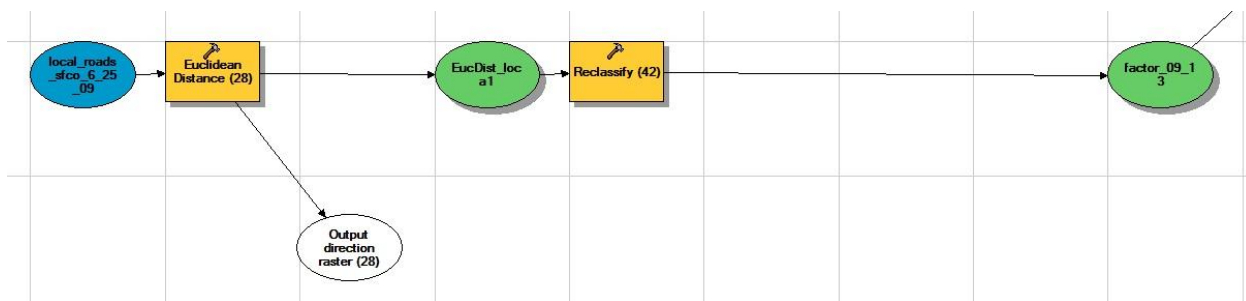 local_roads
_sfco_6_25
_09
Euclidean
Distance (28)
EucDist_loc
a1
Reclassify (42)
factor_09_1
3
Output
direction
raster (28)